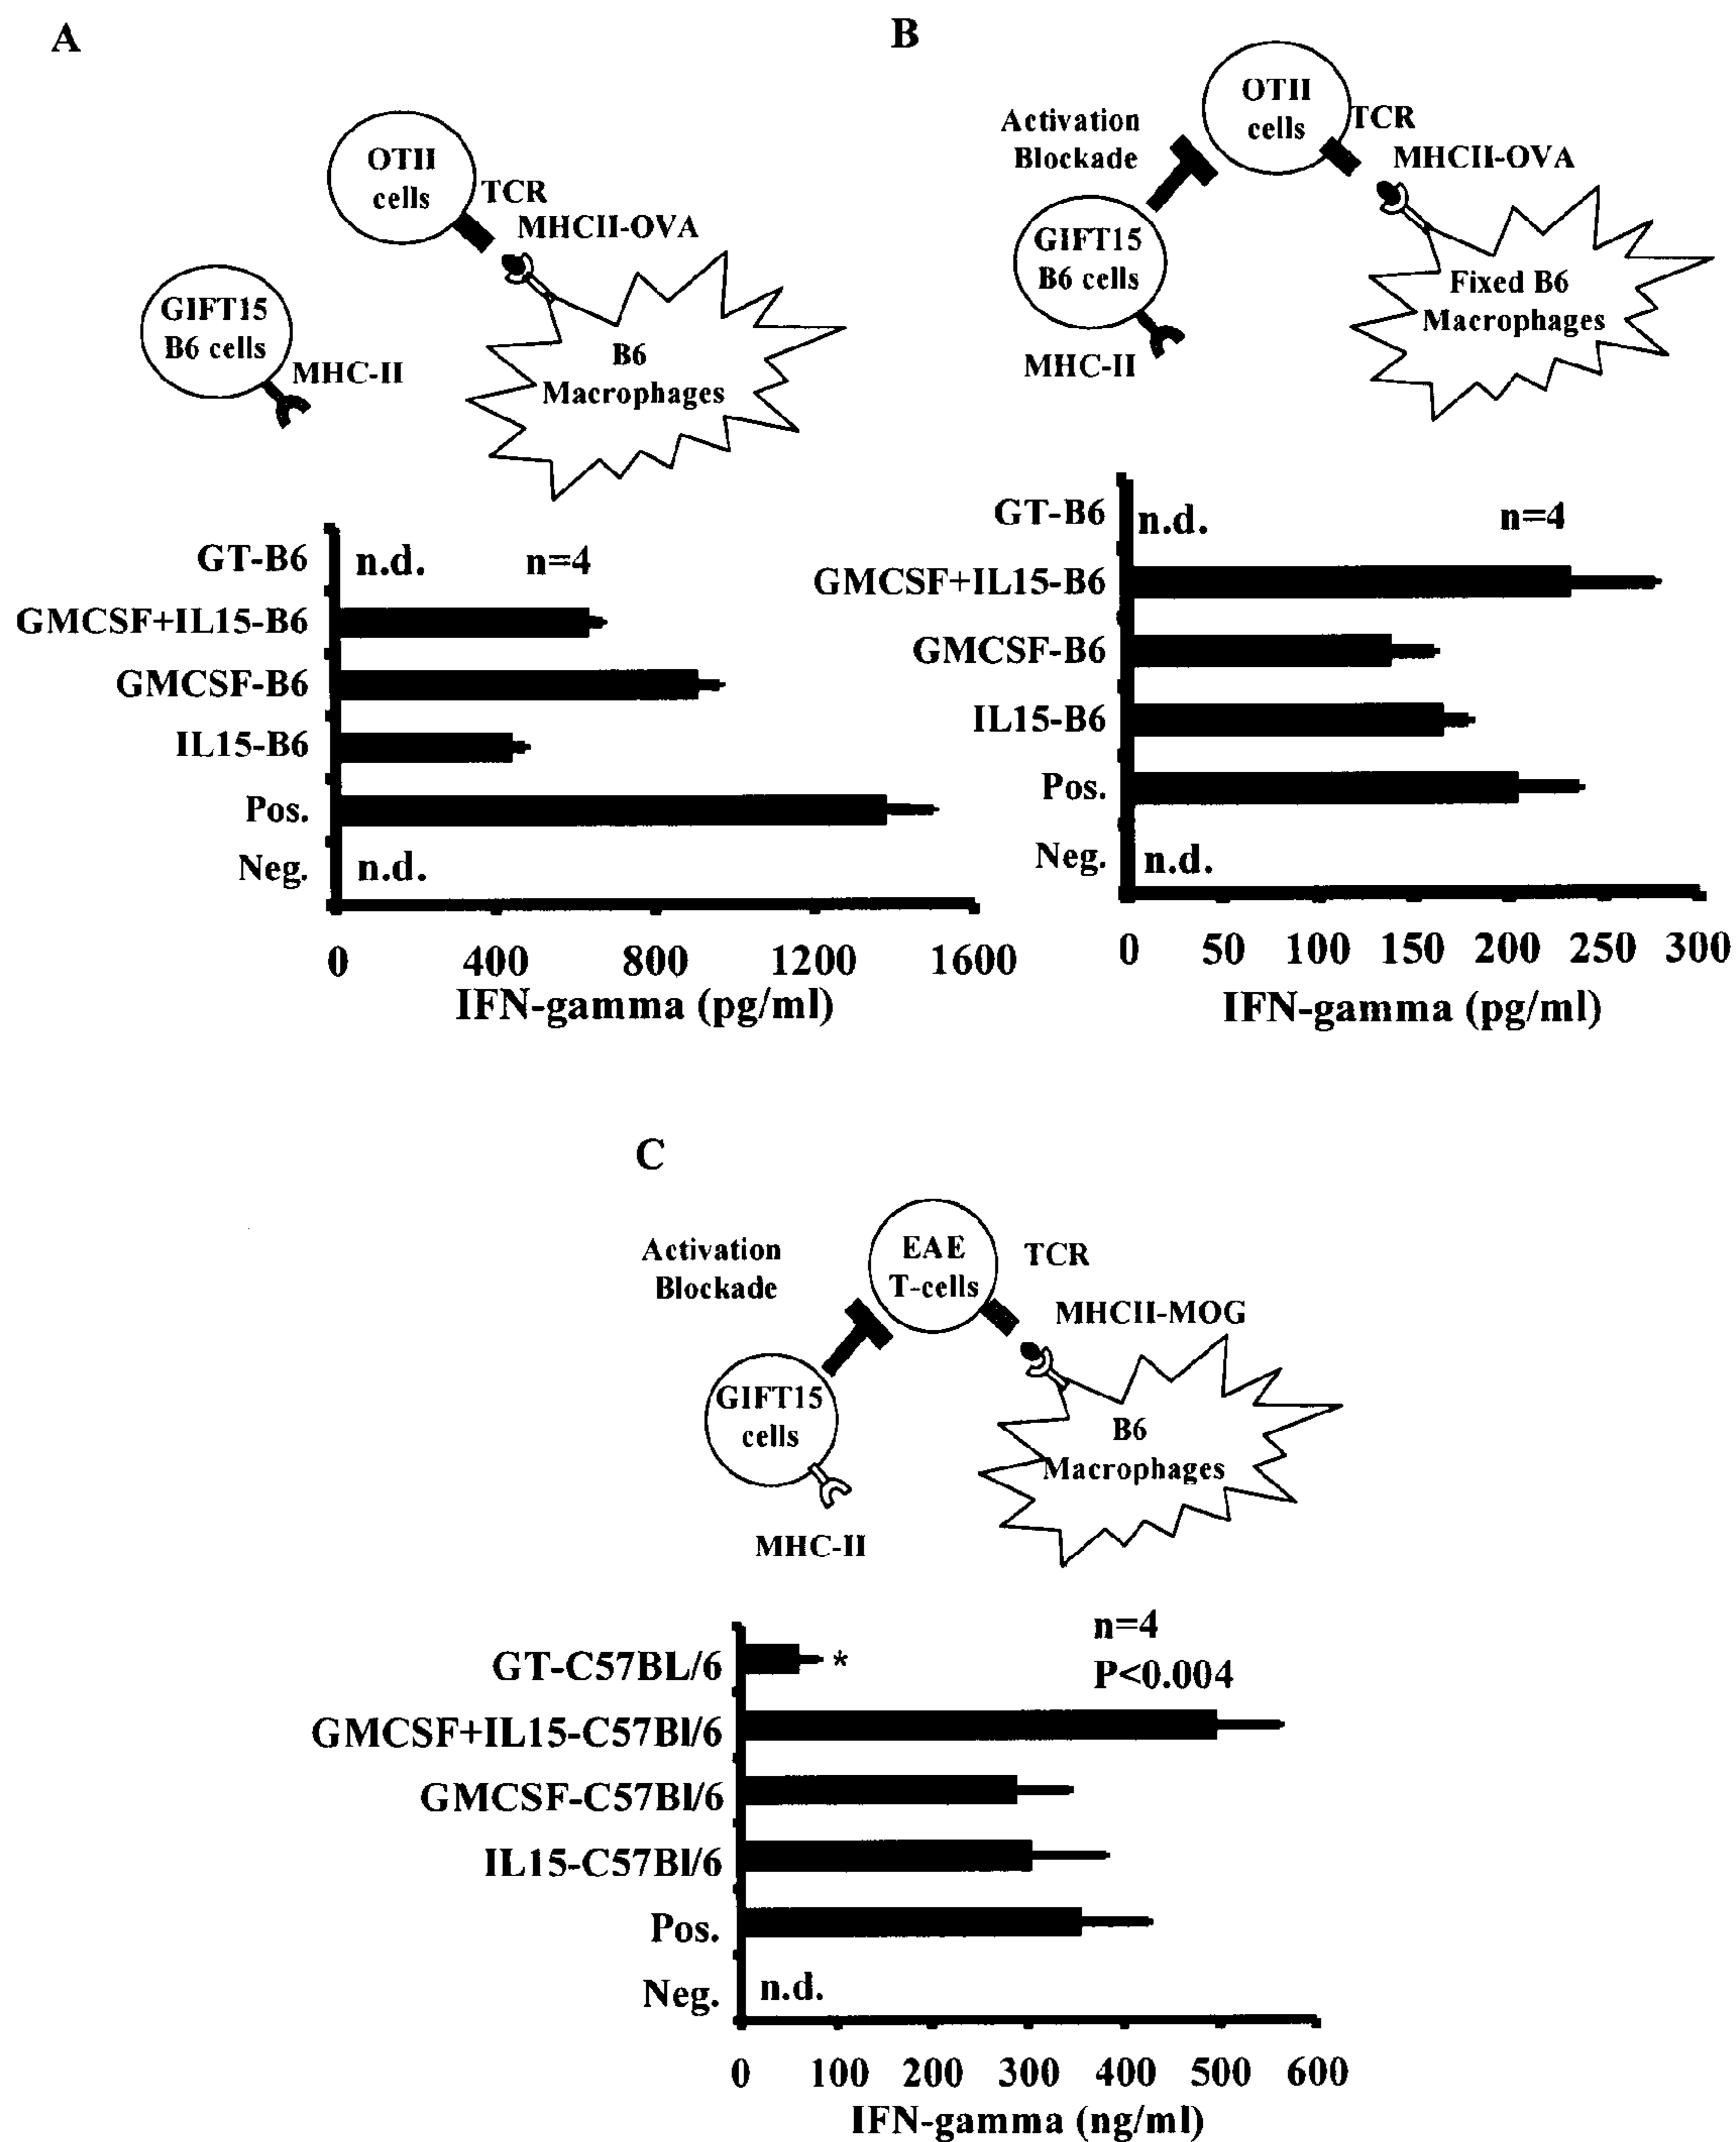 A
OTII
cells
TCR
MHCII-OVA
GIFT15
B6 cells
MHC-II
B6
Macrophages
GT-B6
n.d.
n=4
GMCSF+IL15-B6
GMCSF-B6
IL15-B6
Pos.
Neg.
n.d.
0 400 800 1200 1600
IFN-gamma (pg/ml)
B
OTII
cells
TCR
Activation
Blockade
MHCII-OVA
GIFT15
B6 cells
MHC-II
Fixed B6
Macrophages
GT-B6
n.d.
n=4
GMCSF+IL15-B6
GMCSF-B6
IL15-B6
Pos.
Neg.
n.d.
0 50 100 150 200 250 300
IFN-gamma (pg/ml)
C
Activation
Blockade
EAE
T-cells
TCR
MHCII-MOG
GIFT15
cells
MHC-II
B6
Macrophages
n=4
P<0.004
GT-C57BL/6
*
GMCSF+IL15-C57Bl/6
GMCSF-C57Bl/6
IL15-C57Bl/6
Pos.
Neg.
n.d.
0 100 200 300 400 500 600
IFN-gamma (ng/ml)